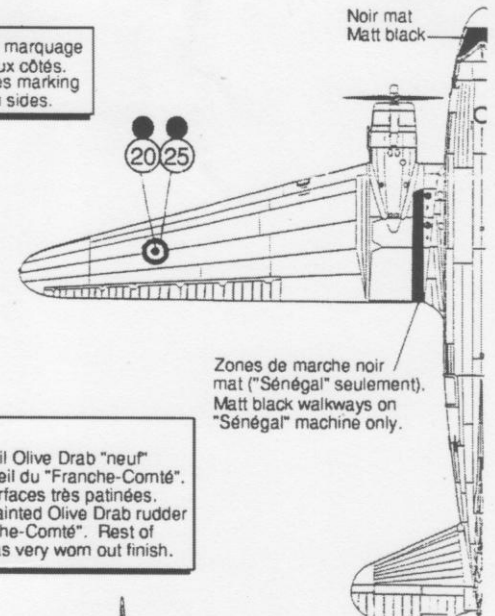 Noir mat
Matt black
marquage
ux côtés.
es marking
sides.
20 25
Zones de marche noir
mat ("Sénégal" seulement).
Matt black walkways on
"Sénégal" machine only.
il Olive Drab "neuf"
eil du "Franche-Comté".
rfaces très patinées.
ainted Olive Drab rudder
he-Comté". Rest of
as very worn out finish.